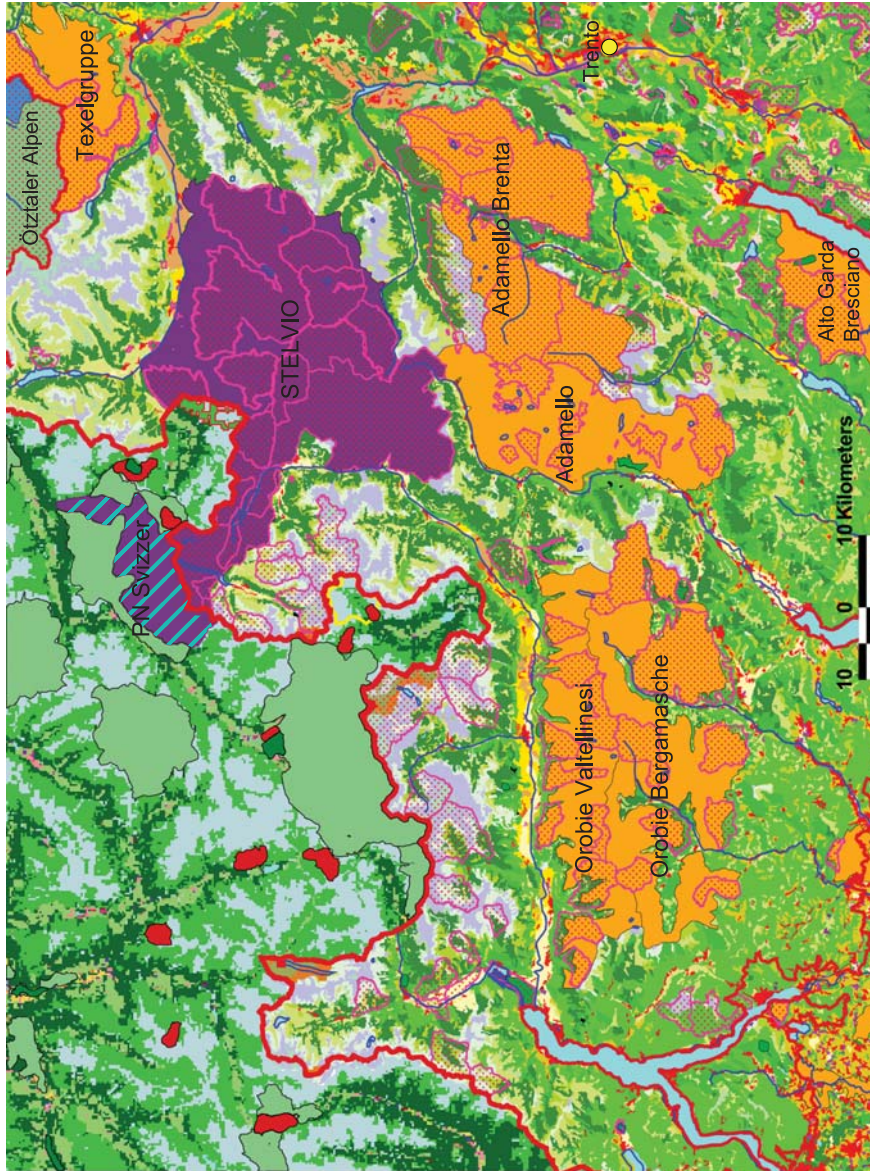 Ötztaler Alpen
Texelgruppe
PN Svizzer
STELVIO
Trento
Adamello Brenta
Adamello
Alto Garda
Bresciano
Orobie Valtellinesi
Orobie Bergamasche
10 0 10 Kilometers